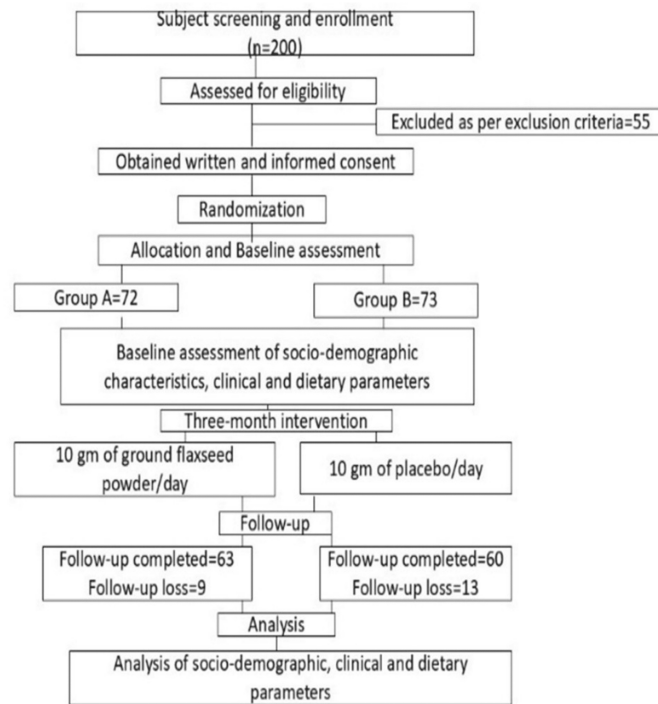 Subject screening and enrollment
(n=200)
Assessed for eligibility
Excluded as per exclusion criteria=55
Obtained written and informed consent
Randomization
Allocation and Baseline assessment
Group A=72
Group B=73
Baseline assessment of socio-demographic
characteristics, clinical and dietary parameters
Three-month intervention
10 gm of ground flaxseed
powder/day
10 gm of placebo/day
Follow-up
Follow-up completed=63
Follow-up loss=9
Follow-up completed=60
Follow-up loss=13
Analysis
Analysis of socio-demographic, clinical and dietary
parameters